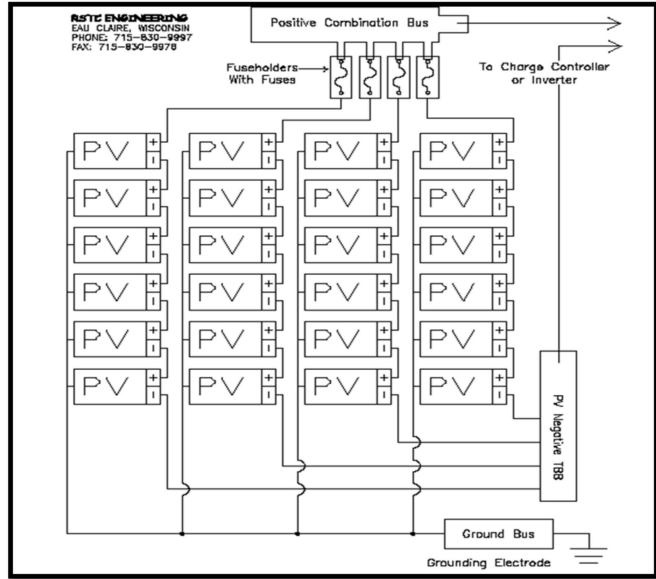 RSTC ENGINEERING
EAU CLAIRE, WISCONSIN
PHONE: 715-830-9997
FAX: 715-830-9978
Positive Combination Bus
Fuseholders
With Fuses
To Charge Controller
or Inverter
PV + - PV + - PV + - PV + -
PV + - PV + - PV + - PV + -
PV + - PV + - PV + - PV + -
PV + - PV + - PV + - PV + -
PV + - PV + - PV + - PV + -
PV + - PV + - PV + - PV + -
PV Negative TBB
Ground Bus
Grounding Electrode